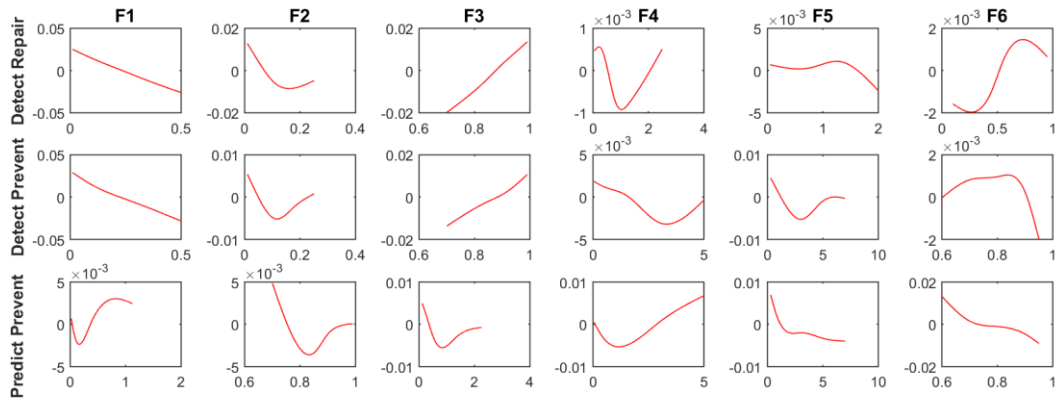 F1 F2 F3 F4 F5 F6
Detect Repair
0.05 0.02 0.02 1 ×10⁻³ 5 ×10⁻³ 2 ×10⁻³
0 0 0 0 0 0
-0.05 -0.02 -0.02 -1 -5 -2
0 0.5 0 0.2 0.4 0.6 0.8 1 0 2 4 0 1 2 0 0.5 1
Detect Prevent
0.05 0.01 0.02 5 ×10⁻³ 0.01 2 ×10⁻³
0 0 0 0 0 0
-0.05 -0.01 -0.02 -5 -0.01 -2
0 0.5 0 0.2 0.4 0.6 0.8 1 0 5 0 5 10 0.6 0.8 1
Predict Prevent
5 ×10⁻³ 5 ×10⁻³ 0.01 0.01 0.01 0.02
0 0 0 0 0 0
-5 -5 -0.01 -0.01 -0.01 -0.02
0 1 2 0.6 0.8 1 0 2 4 0 5 0 5 10 0.6 0.8 1